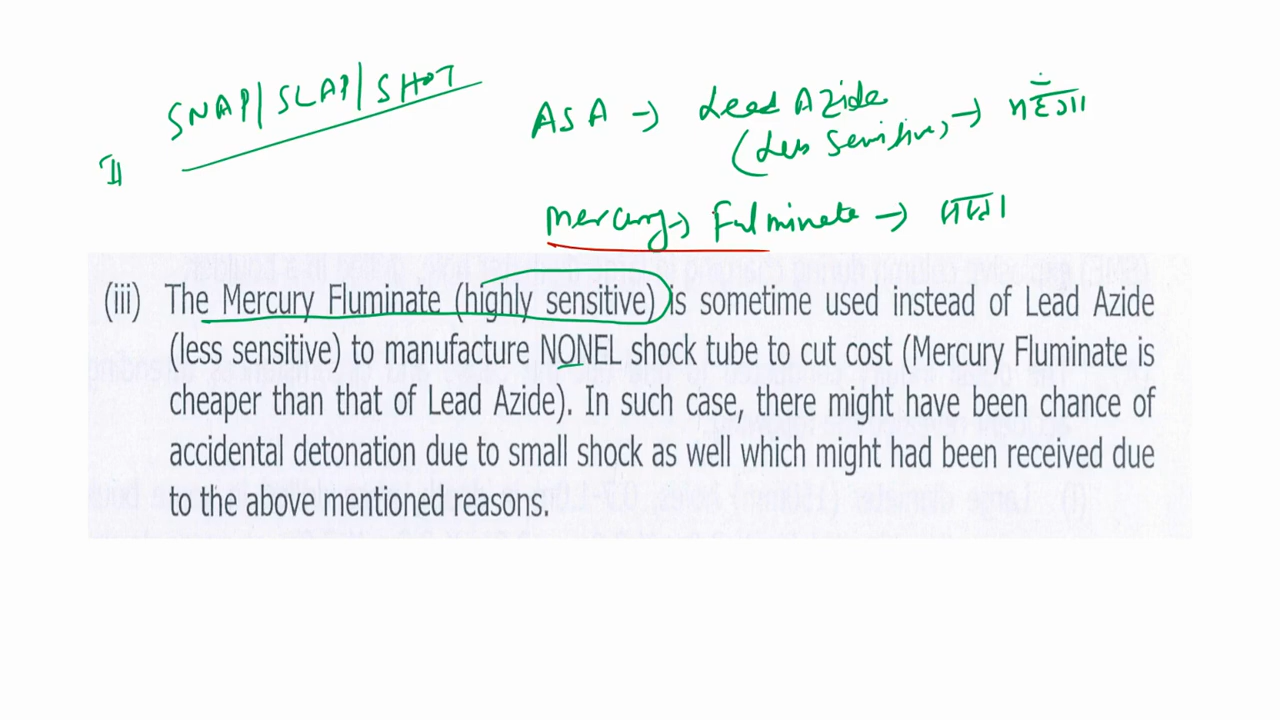 SNAP/SLAP/SHOT
II
ASA → Lead Azide → महंगा
(Less Sensitive)
Mercury → Fulminate → सस्ता
(iii) The Mercury Fluminate (highly sensitive) is sometime used instead of Lead Azide
(less sensitive) to manufacture NONEL shock tube to cut cost (Mercury Fluminate is
cheaper than that of Lead Azide). In such case, there might have been chance of
accidental detonation due to small shock as well which might had been received due
to the above mentioned reasons.